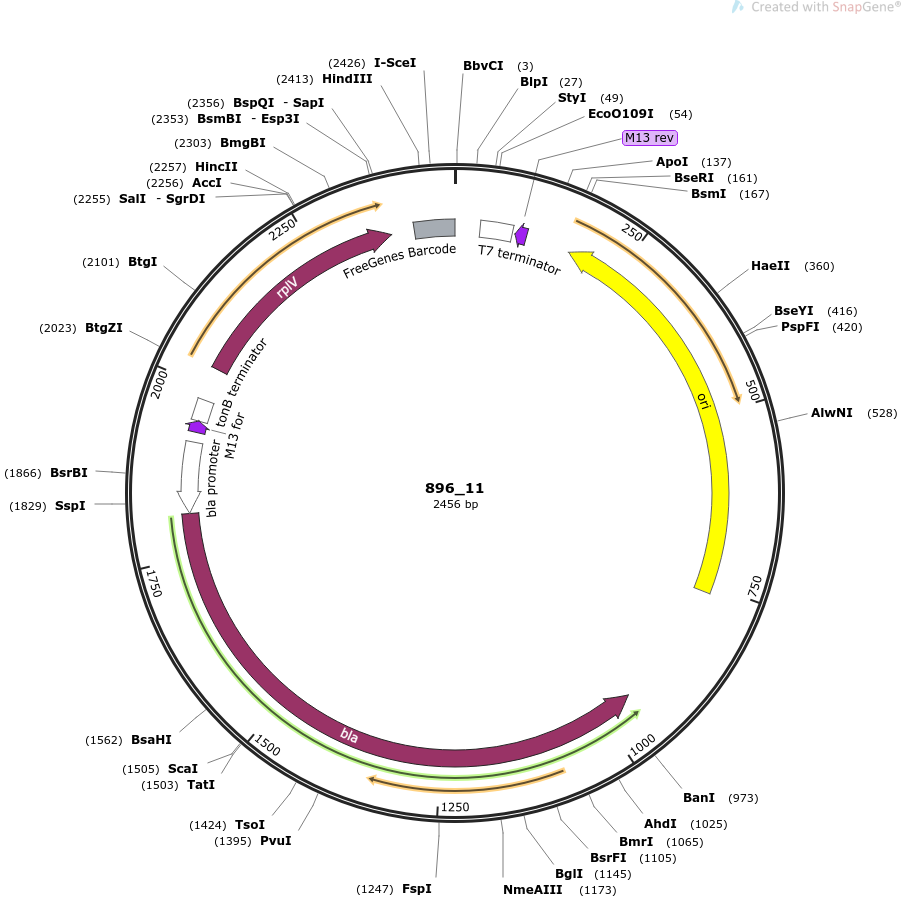 Created with SnapGene®
(2426) I-SceI
BbvCI (3)
(2413) HindIII
BlpI (27)
(2356) BspQI - SapI
StyI (49)
(2353) BsmBI - Esp3I
EcoO109I (54)
(2303) BmgBI
M13 rev
(2257) HincII
ApoI (137)
(2256) AccI
BseRI (161)
(2255) SalI - SgrDI
BsmI (167)
2250
250
T7 terminator
FreeGenes Barcode
(2101) BtgI
HaeII (360)
rplV
BseYI (416)
(2023) BtgZI
PspFI (420)
2000
500
tonB terminator
ori
AlwNI (528)
M13 for
(1866) BsrBI
bla promoter
896_11
2456 bp
(1829) SspI
1750
750
(1562) BsaHI
bla
1500
1000
(1505) ScaI
(1503) TatI
BanI (973)
1250
(1424) TsoI
AhdI (1025)
(1395) PvuI
BmrI (1065)
BsrFI (1105)
BglI (1145)
(1247) FspI
NmeAIII (1173)